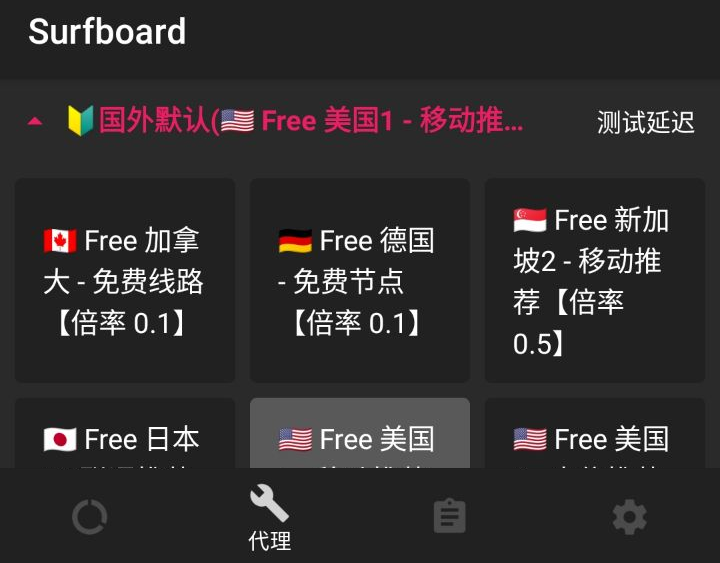 Surfboard
🔰国外默认(🇺🇸 Free 美国1 - 移动推...
测试延迟
🇨🇦 Free 加拿
大 - 免费线路
【倍率 0.1】
🇩🇪 Free 德国
- 免费节点
【倍率 0.1】
🇸🇬 Free 新加
坡2 - 移动推
荐【倍率
0.5】
🇯🇵 Free 日本
🇺🇸 Free 美国
🇺🇸 Free 美国
代理